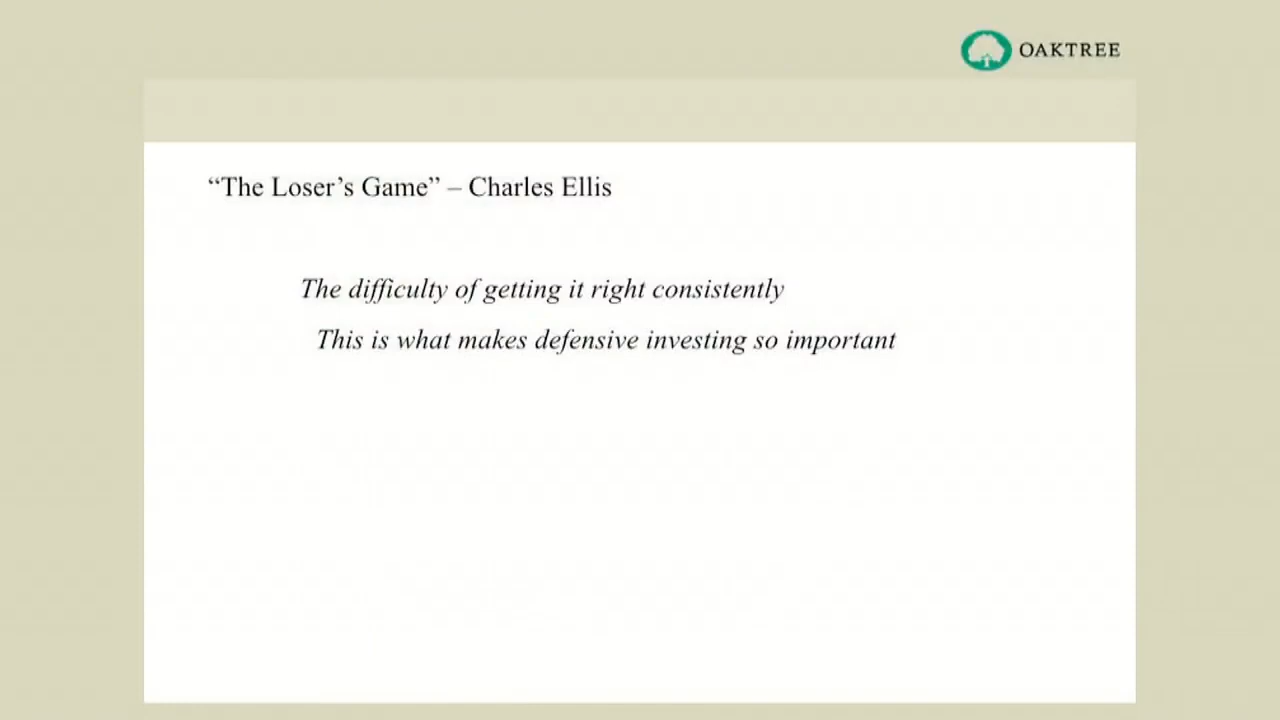 OAKTREE
“The Loser’s Game” – Charles Ellis
The difficulty of getting it right consistently
This is what makes defensive investing so important